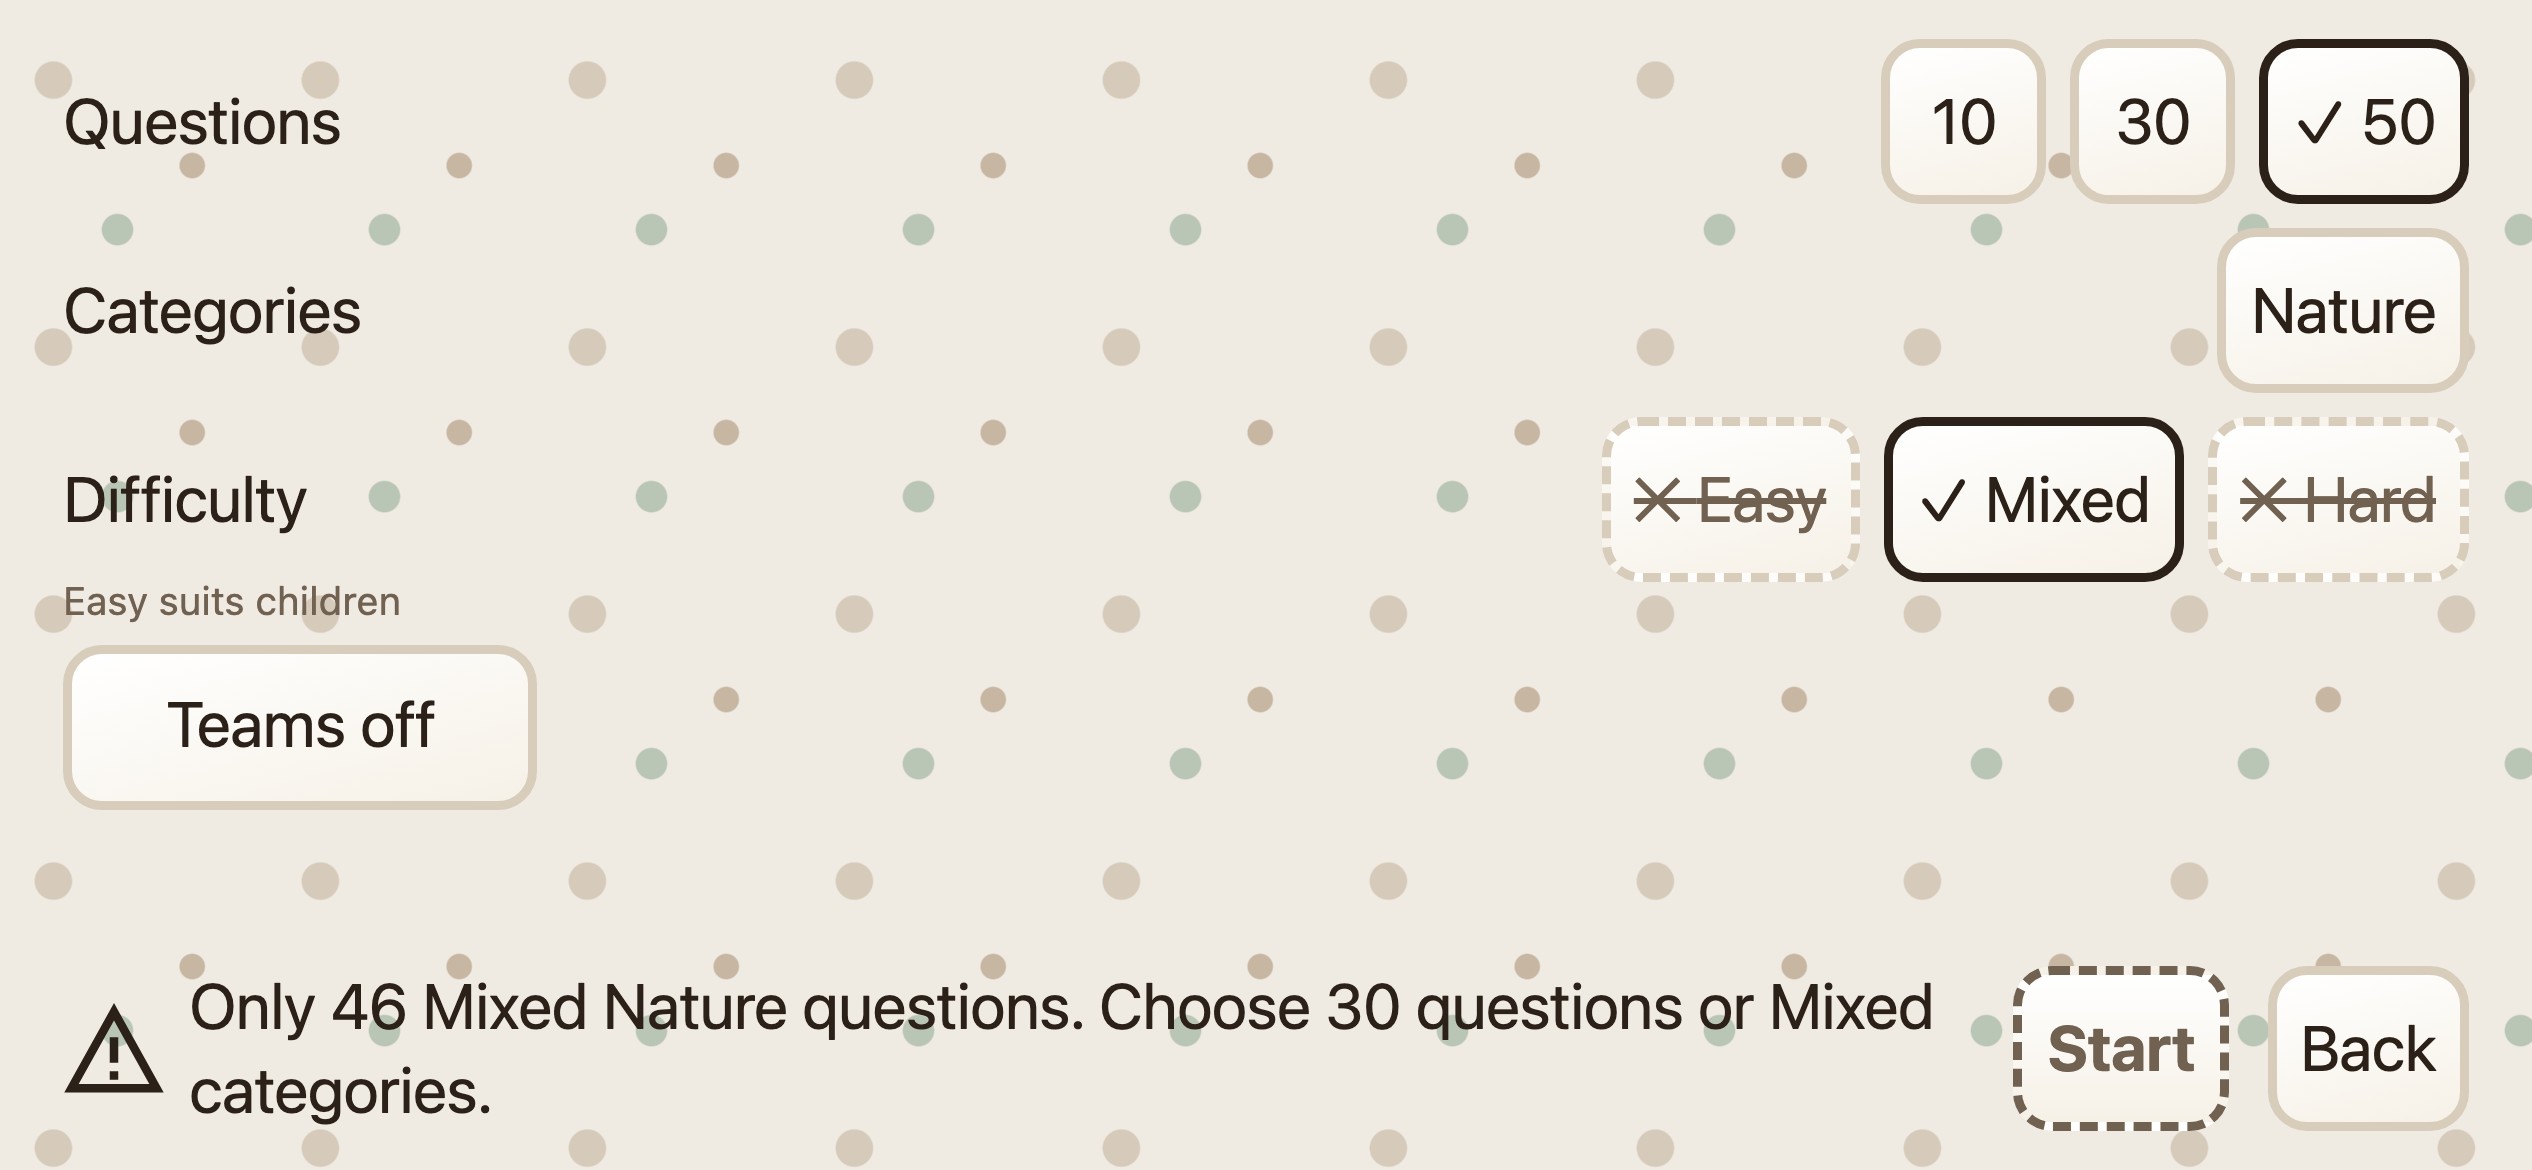 Questions
10
30
✓ 50
Categories
Nature
Difficulty
Easy
✓ Mixed
Hard
Easy suits children
Teams off
Only 46 Mixed Nature questions. Choose 30 questions or Mixed
categories.
Start
Back